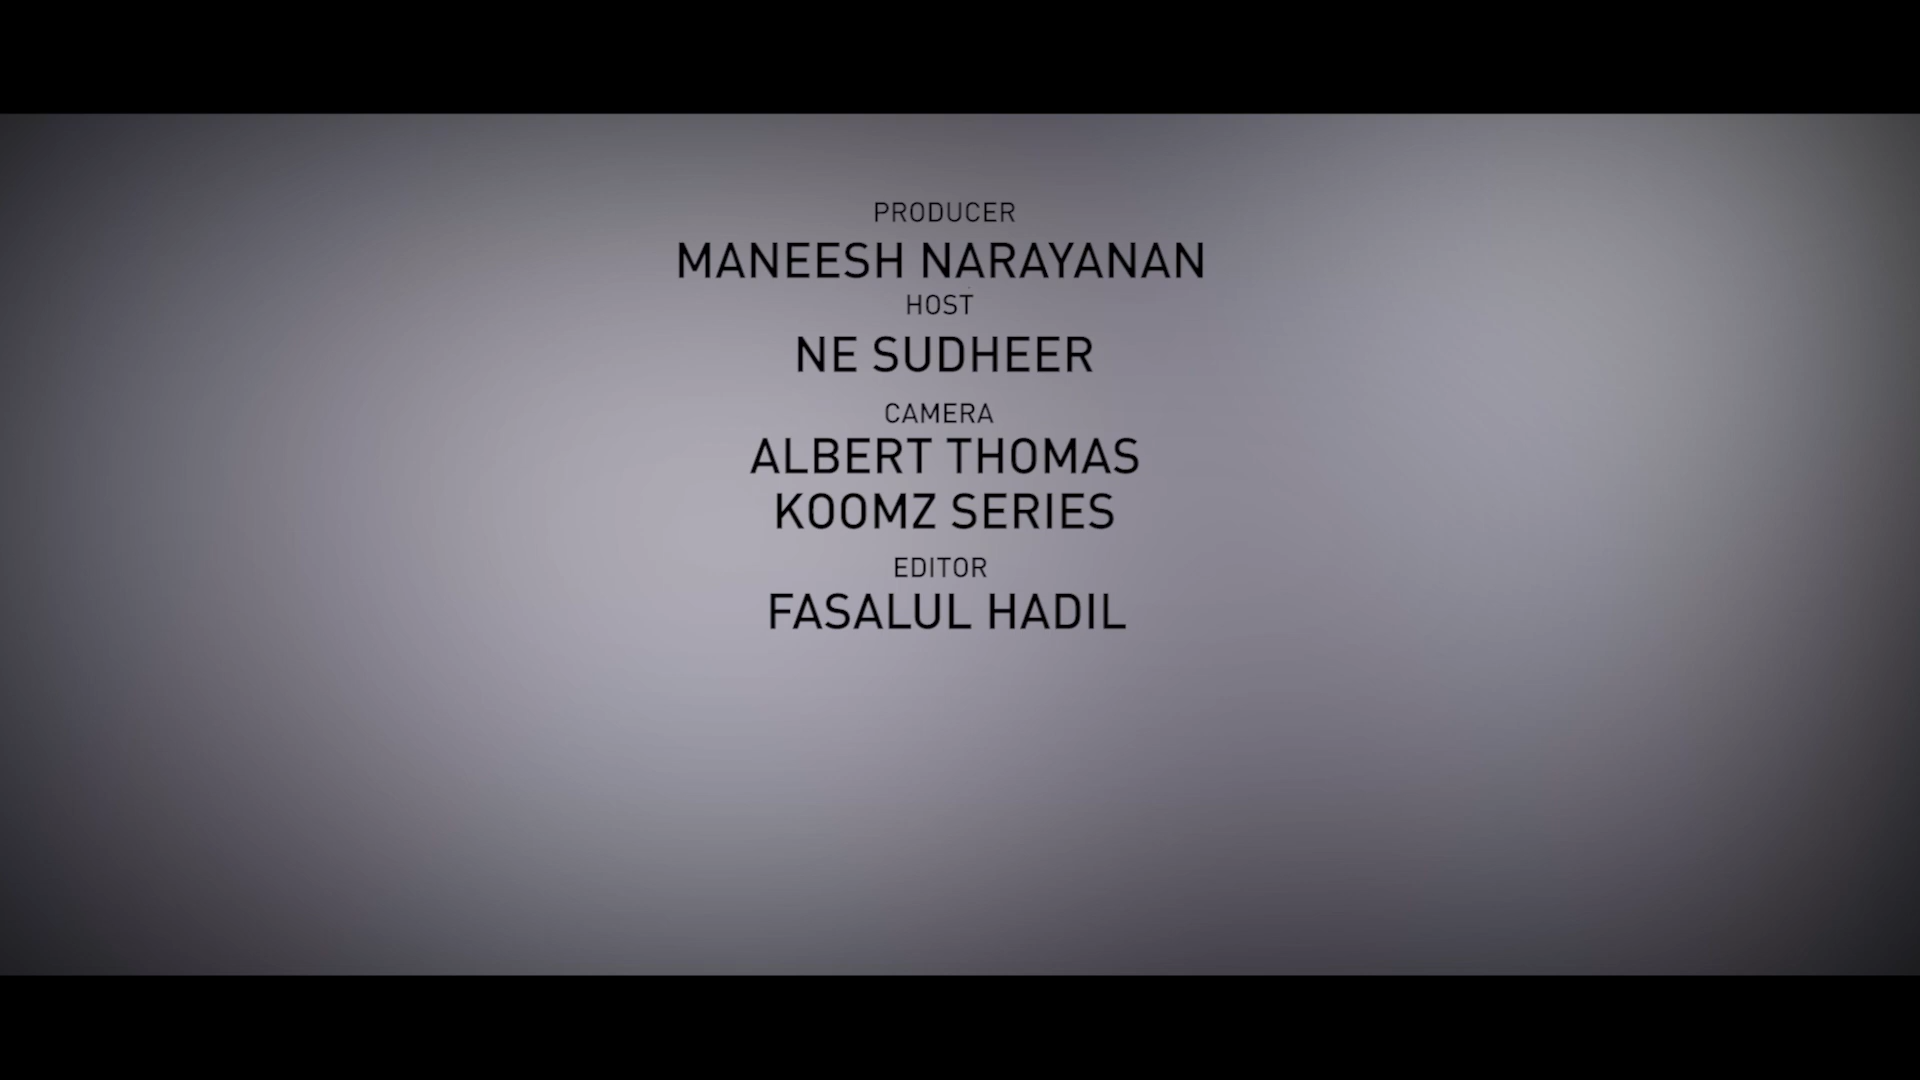 PRODUCER
MANEESH NARAYANAN
HOST
NE SUDHEER
CAMERA
ALBERT THOMAS
KOOMZ SERIES
EDITOR
FASALUL HADIL